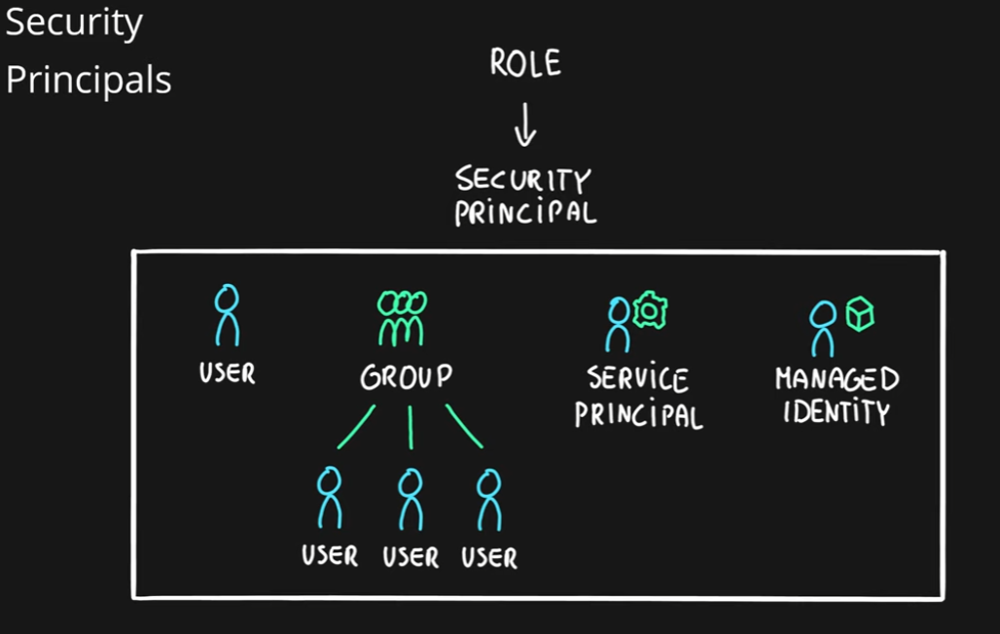 Security
Principals
ROLE
SECURITY
PRINCIPAL
USER
GROUP
SERVICE
PRINCIPAL
MANAGED
IDENTITY
USER
USER
USER